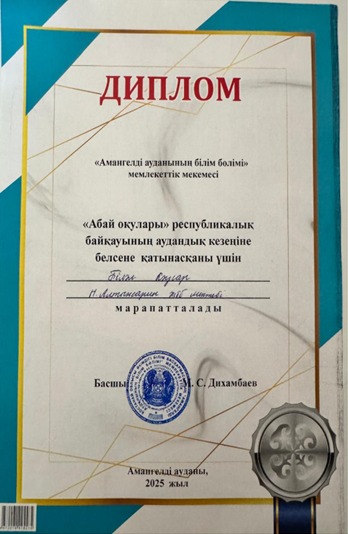 ДИПЛОМ
«Амангелді ауданының білім бөлімі»
мемлекеттік мекемесі
«Абай оқулары» республикалық
байқауының аудандық кезеңіне
белсене қатынасқаны үшін
Ы.Алтынсарин
марапатталады
Басшы М. С. Дихамбаев
Амангелді ауданы,
2025 жыл